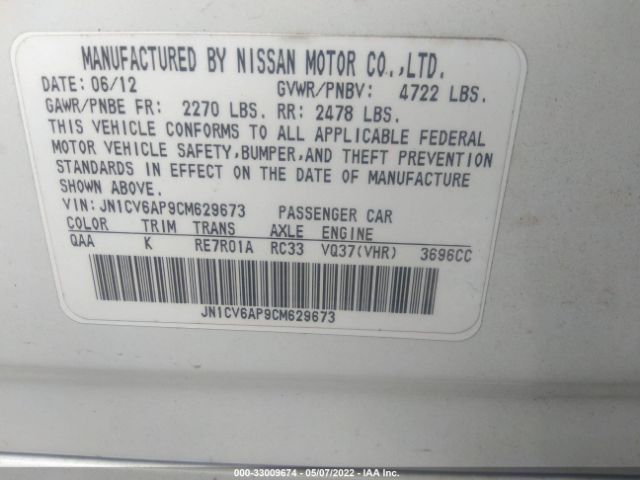 MANUFACTURED BY NISSAN MOTOR CO.,LTD.
DATE: 06/12 GVWR/PNBV: 4722 LBS.
GAWR/PNBE FR: 2270 LBS. RR: 2478 LBS.
THIS VEHICLE CONFORMS TO ALL APPLICABLE FEDERAL
MOTOR VEHICLE SAFETY,BUMPER,AND THEFT PREVENTION
STANDARDS IN EFFECT ON THE DATE OF MANUFACTURE
SHOWN ABOVE.
VIN:JN1CV6AP9CM629673 PASSENGER CAR
COLOR TRIM TRANS AXLE ENGINE
QAA K RE7R01A RC33 VQ37(VHR) 3696CC
JN1CV6AP9CM629673
000-33009674 - 05/07/2022 - IAA Inc.